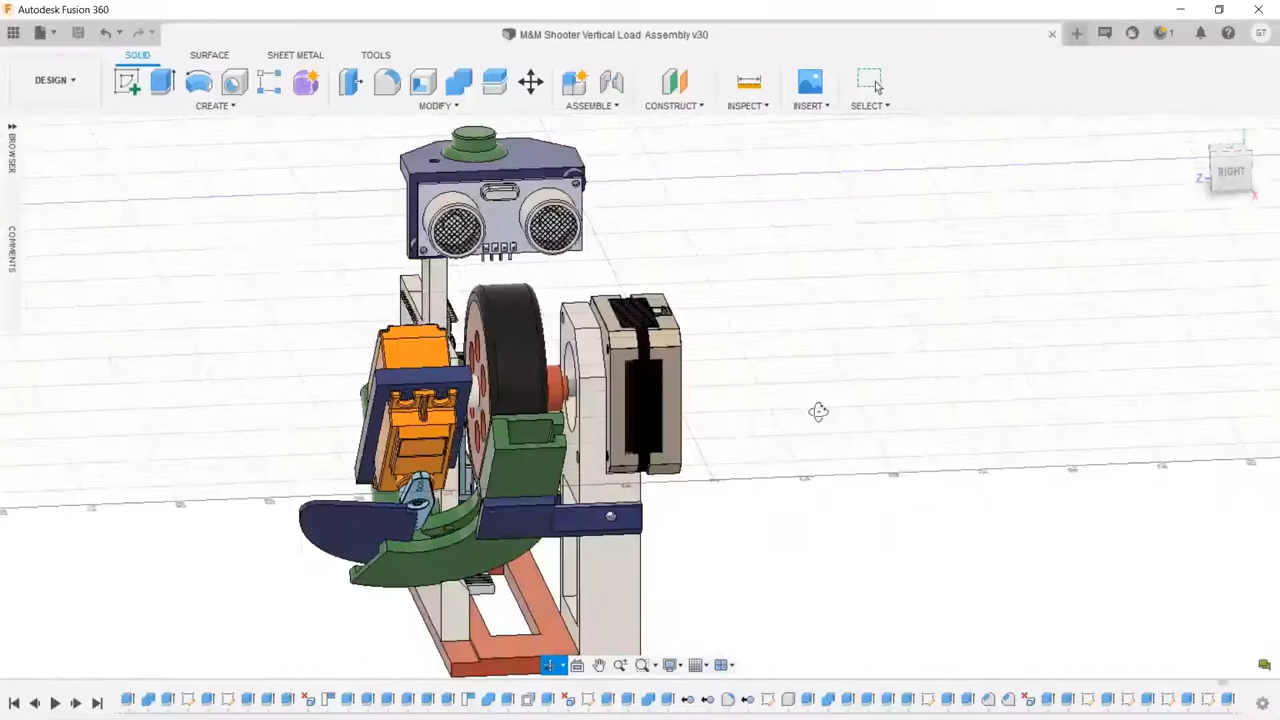 Autodesk Fusion 360
M&M Shooter Vertical Load Assembly v30
1
GT
SOLID SURFACE SHEET METAL TOOLS
DESIGN
CREATE MODIFY ASSEMBLE CONSTRUCT INSPECT INSERT SELECT
BROWSER
COMMENTS
Z
RIGHT
X